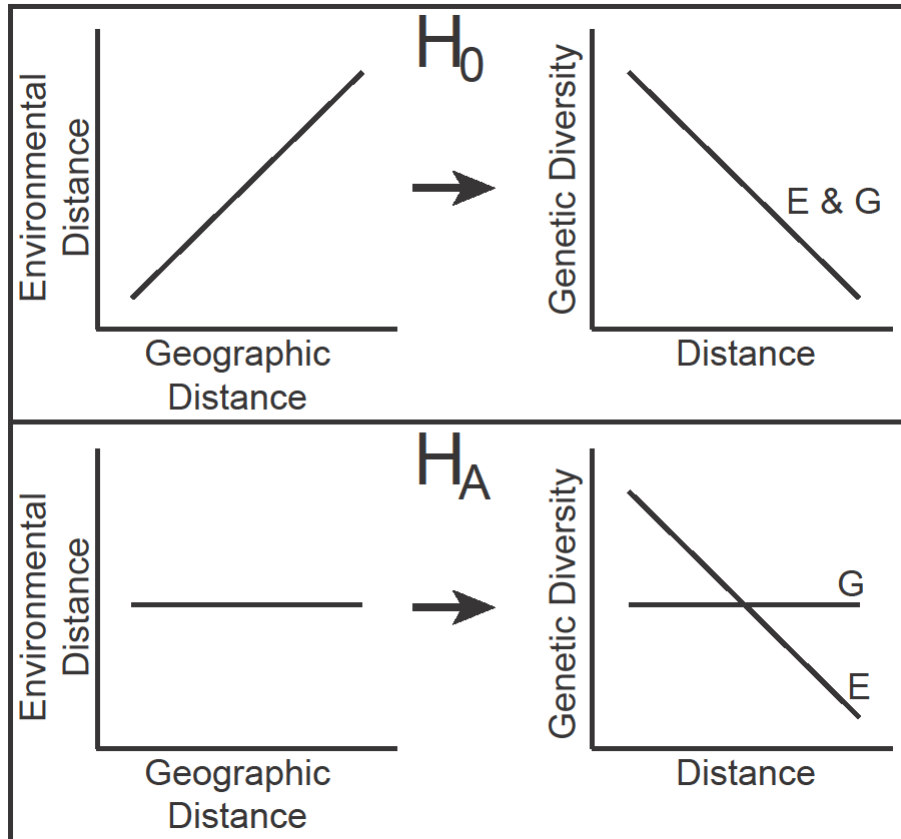 H0
Environmental
Distance
Geographic
Distance
Genetic Diversity
E & G
Distance
HA
Environmental
Distance
Geographic
Distance
Genetic Diversity
G
E
Distance